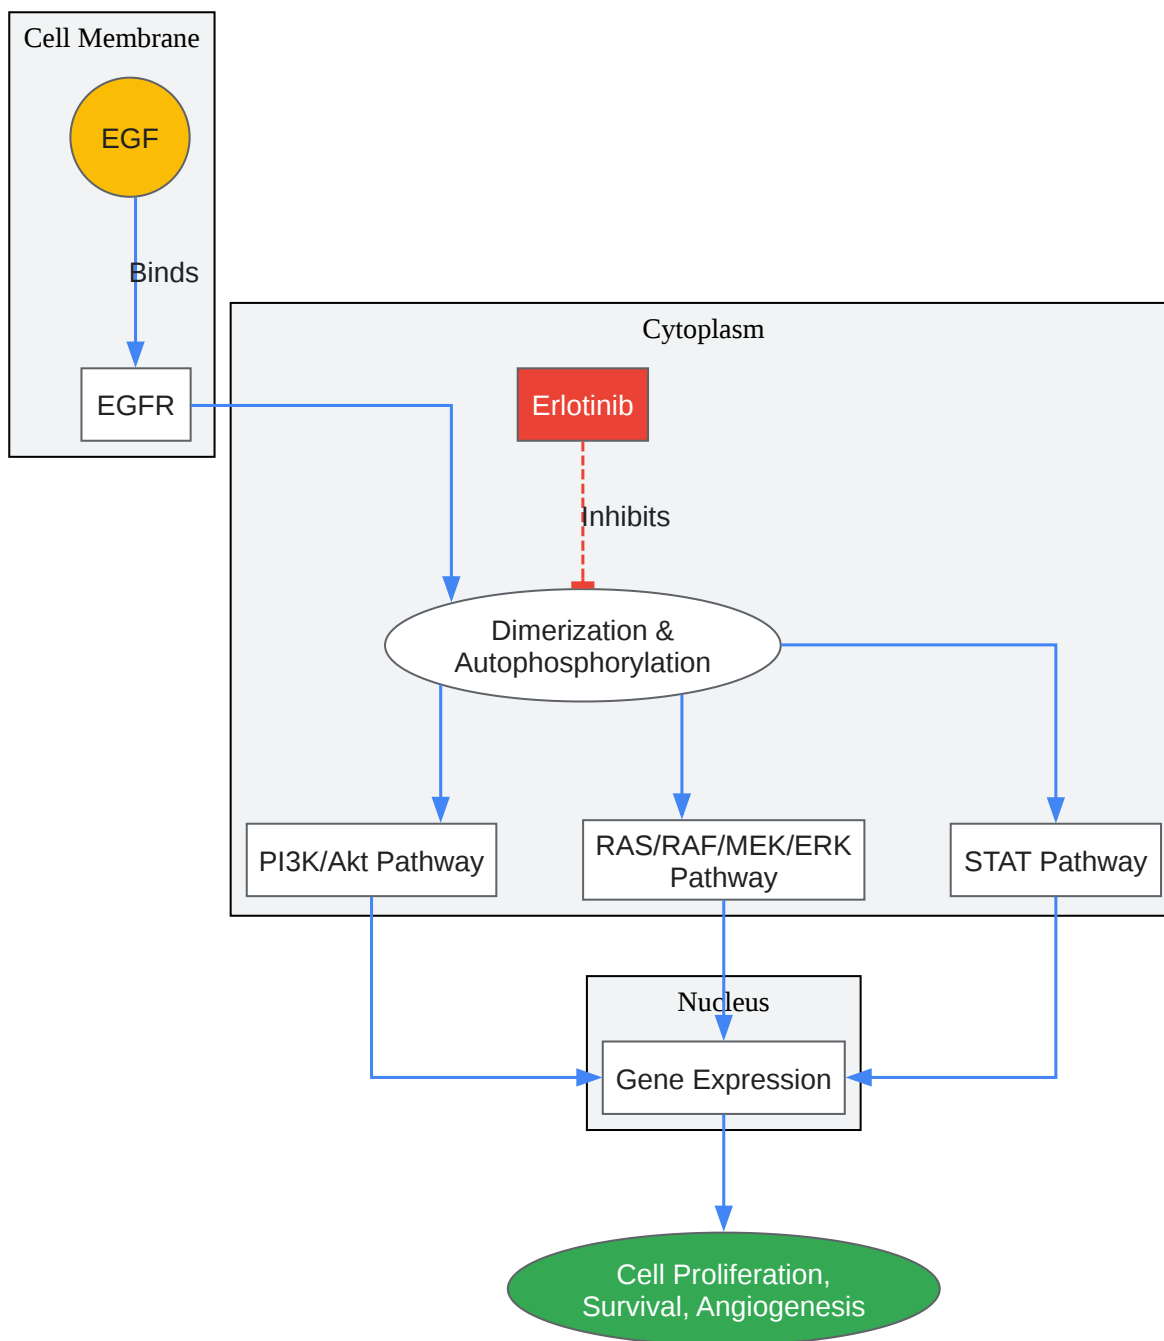 Cell Membrane
EGF
Binds
EGFR
Cytoplasm
Erlotinib
Inhibits
Dimerization &
Autophosphorylation
PI3K/Akt Pathway
RAS/RAF/MEK/ERK
Pathway
STAT Pathway
Nucleus
Gene Expression
Cell Proliferation,
Survival, Angiogenesis